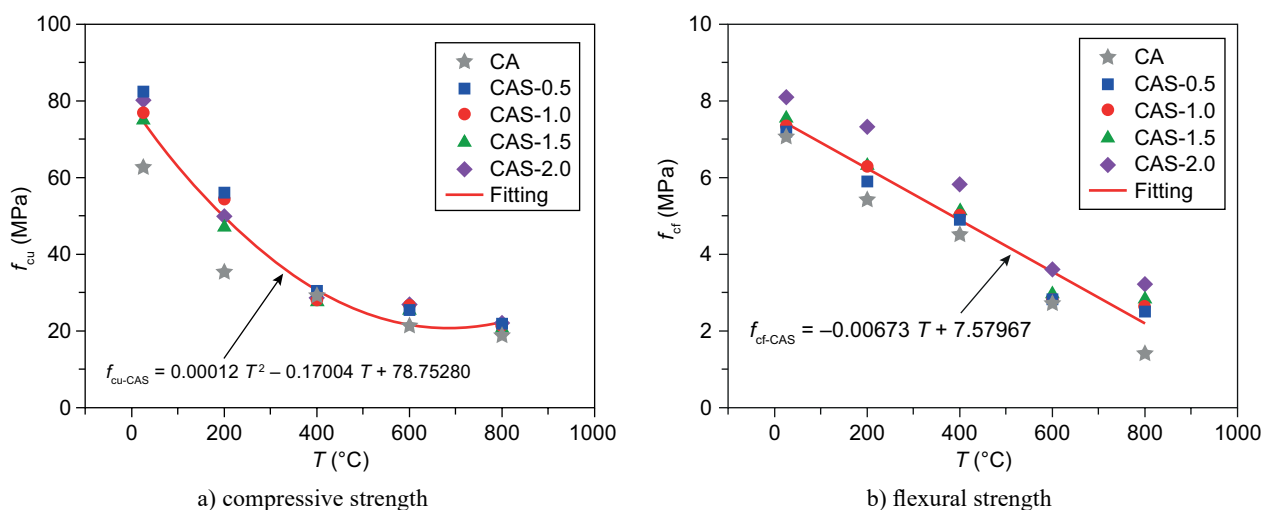 100
80
60
40
20
0
f_cu (MPa)
CA
CAS-0.5
CAS-1.0
CAS-1.5
CAS-2.0
Fitting
f_cu-CAS = 0.00012 T² – 0.17004 T + 78.75280
0 200 400 600 800 1000
T (°C)
a) compressive strength
10
8
6
4
2
0
f_cf (MPa)
CA
CAS-0.5
CAS-1.0
CAS-1.5
CAS-2.0
Fitting
f_cf-CAS = –0.00673 T + 7.57967
0 200 400 600 800 1000
T (°C)
b) flexural strength